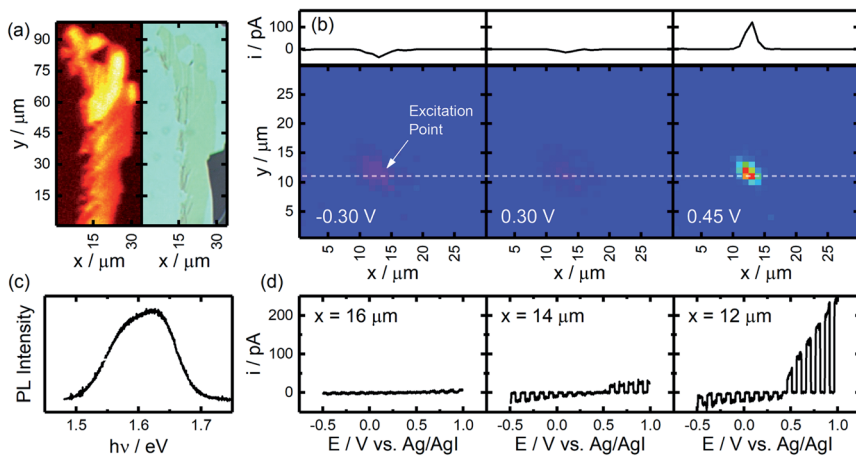 (a)
y / μm
90
75
60
45
30
15
15
30
15
30
x / μm
x / μm
(b)
i / pA
100
0
Excitation
Point
y / μm
25
20
15
10
5
-0.30 V
0.30 V
0.45 V
5
10
15
20
25
5
10
15
20
25
5
10
15
20
25
x / μm
x / μm
x / μm
(c)
PL Intensity
1.5
1.6
1.7
hν / eV
(d)
i / pA
200
100
0
x = 16 μm
x = 14 μm
x = 12 μm
-0.5
0.0
0.5
1.0
-0.5
0.0
0.5
1.0
-0.5
0.0
0.5
1.0
E / V vs. Ag/AgI
E / V vs. Ag/AgI
E / V vs. Ag/AgI